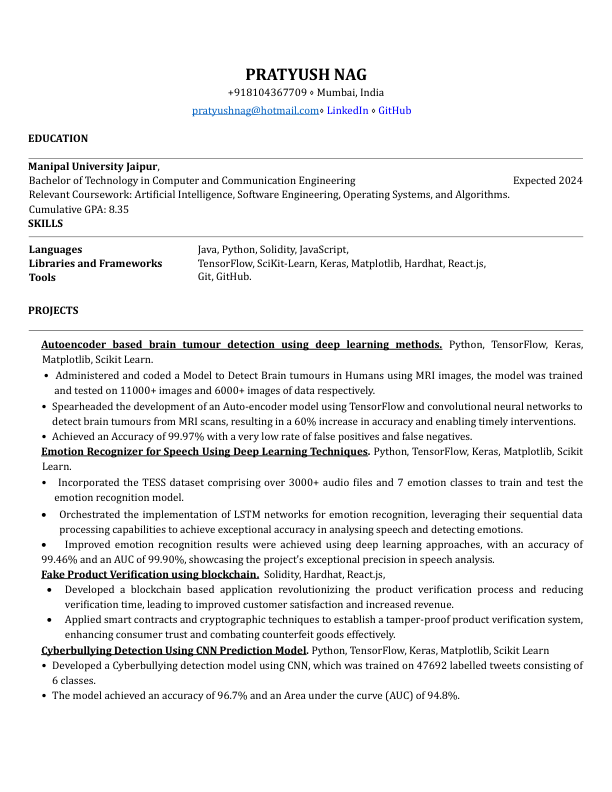 PRATYUSH NAG
+918104367709 ⋄ Mumbai, India
pratyushnag@hotmail.com⋄ LinkedIn ⋄ GitHub
EDUCATION
Manipal University Jaipur,
Bachelor of Technology in Computer and Communication Engineering Expected 2024
Relevant Coursework: Artificial Intelligence, Software Engineering, Operating Systems, and Algorithms.
Cumulative GPA: 8.35
SKILLS
Languages Java, Python, Solidity, JavaScript,
Libraries and Frameworks TensorFlow, SciKit-Learn, Keras, Matplotlib, Hardhat, React.js,
Tools Git, GitHub.
PROJECTS
Autoencoder based brain tumour detection using deep learning methods. Python, TensorFlow, Keras,
Matplotlib, Scikit Learn.
• Administered and coded a Model to Detect Brain tumours in Humans using MRI images, the model was trained
and tested on 11000+ images and 6000+ images of data respectively.
• Spearheaded the development of an Auto-encoder model using TensorFlow and convolutional neural networks to
detect brain tumours from MRI scans, resulting in a 60% increase in accuracy and enabling timely interventions.
• Achieved an Accuracy of 99.97% with a very low rate of false positives and false negatives.
Emotion Recognizer for Speech Using Deep Learning Techniques. Python, TensorFlow, Keras, Matplotlib, Scikit
Learn.
• Incorporated the TESS dataset comprising over 3000+ audio files and 7 emotion classes to train and test the
emotion recognition model.
• Orchestrated the implementation of LSTM networks for emotion recognition, leveraging their sequential data
processing capabilities to achieve exceptional accuracy in analysing speech and detecting emotions.
• Improved emotion recognition results were achieved using deep learning approaches, with an accuracy of
99.46% and an AUC of 99.90%, showcasing the project's exceptional precision in speech analysis.
Fake Product Verification using blockchain. Solidity, Hardhat, React.js,
• Developed a blockchain based application revolutionizing the product verification process and reducing
verification time, leading to improved customer satisfaction and increased revenue.
• Applied smart contracts and cryptographic techniques to establish a tamper-proof product verification system,
enhancing consumer trust and combating counterfeit goods effectively.
Cyberbullying Detection Using CNN Prediction Model. Python, TensorFlow, Keras, Matplotlib, Scikit Learn
• Developed a Cyberbullying detection model using CNN, which was trained on 47692 labelled tweets consisting of
6 classes.
• The model achieved an accuracy of 96.7% and an Area under the curve (AUC) of 94.8%.